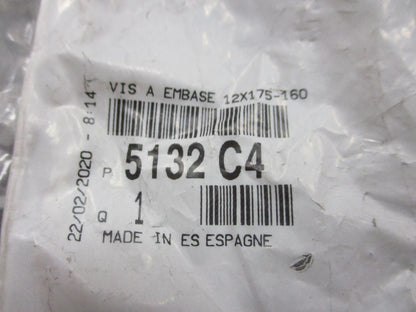 VIS A EMBASE 12X175-160
P 5132 C4
Q 1
MADE IN ES ESPAGNE
22/02/2020 - 8:14